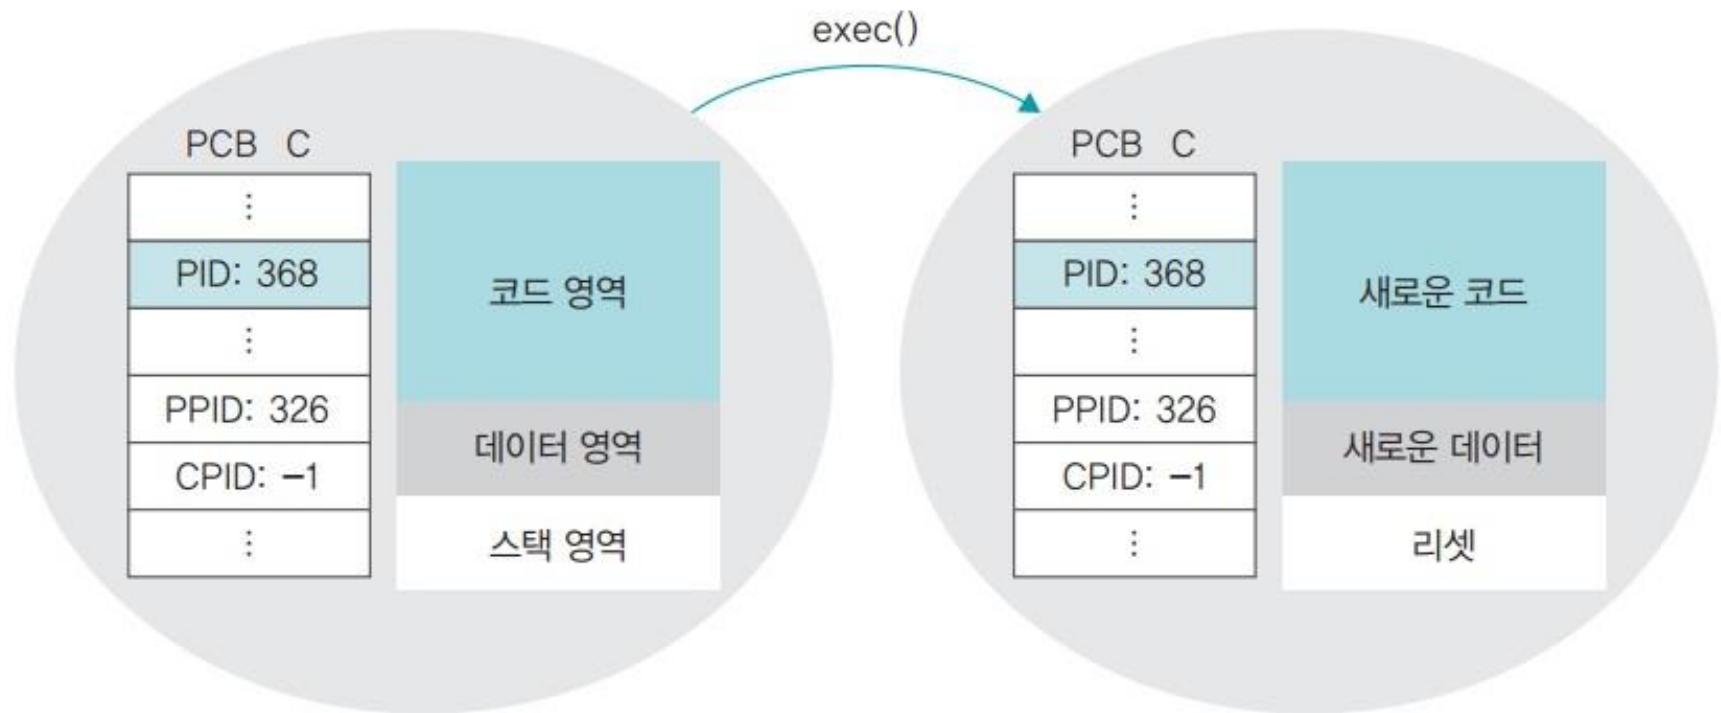 exec()
PCB C
⋮
PID: 368
⋮
PPID: 326
CPID: –1
⋮
코드 영역
데이터 영역
스택 영역
PCB C
⋮
PID: 368
⋮
PPID: 326
CPID: –1
⋮
새로운 코드
새로운 데이터
리셋